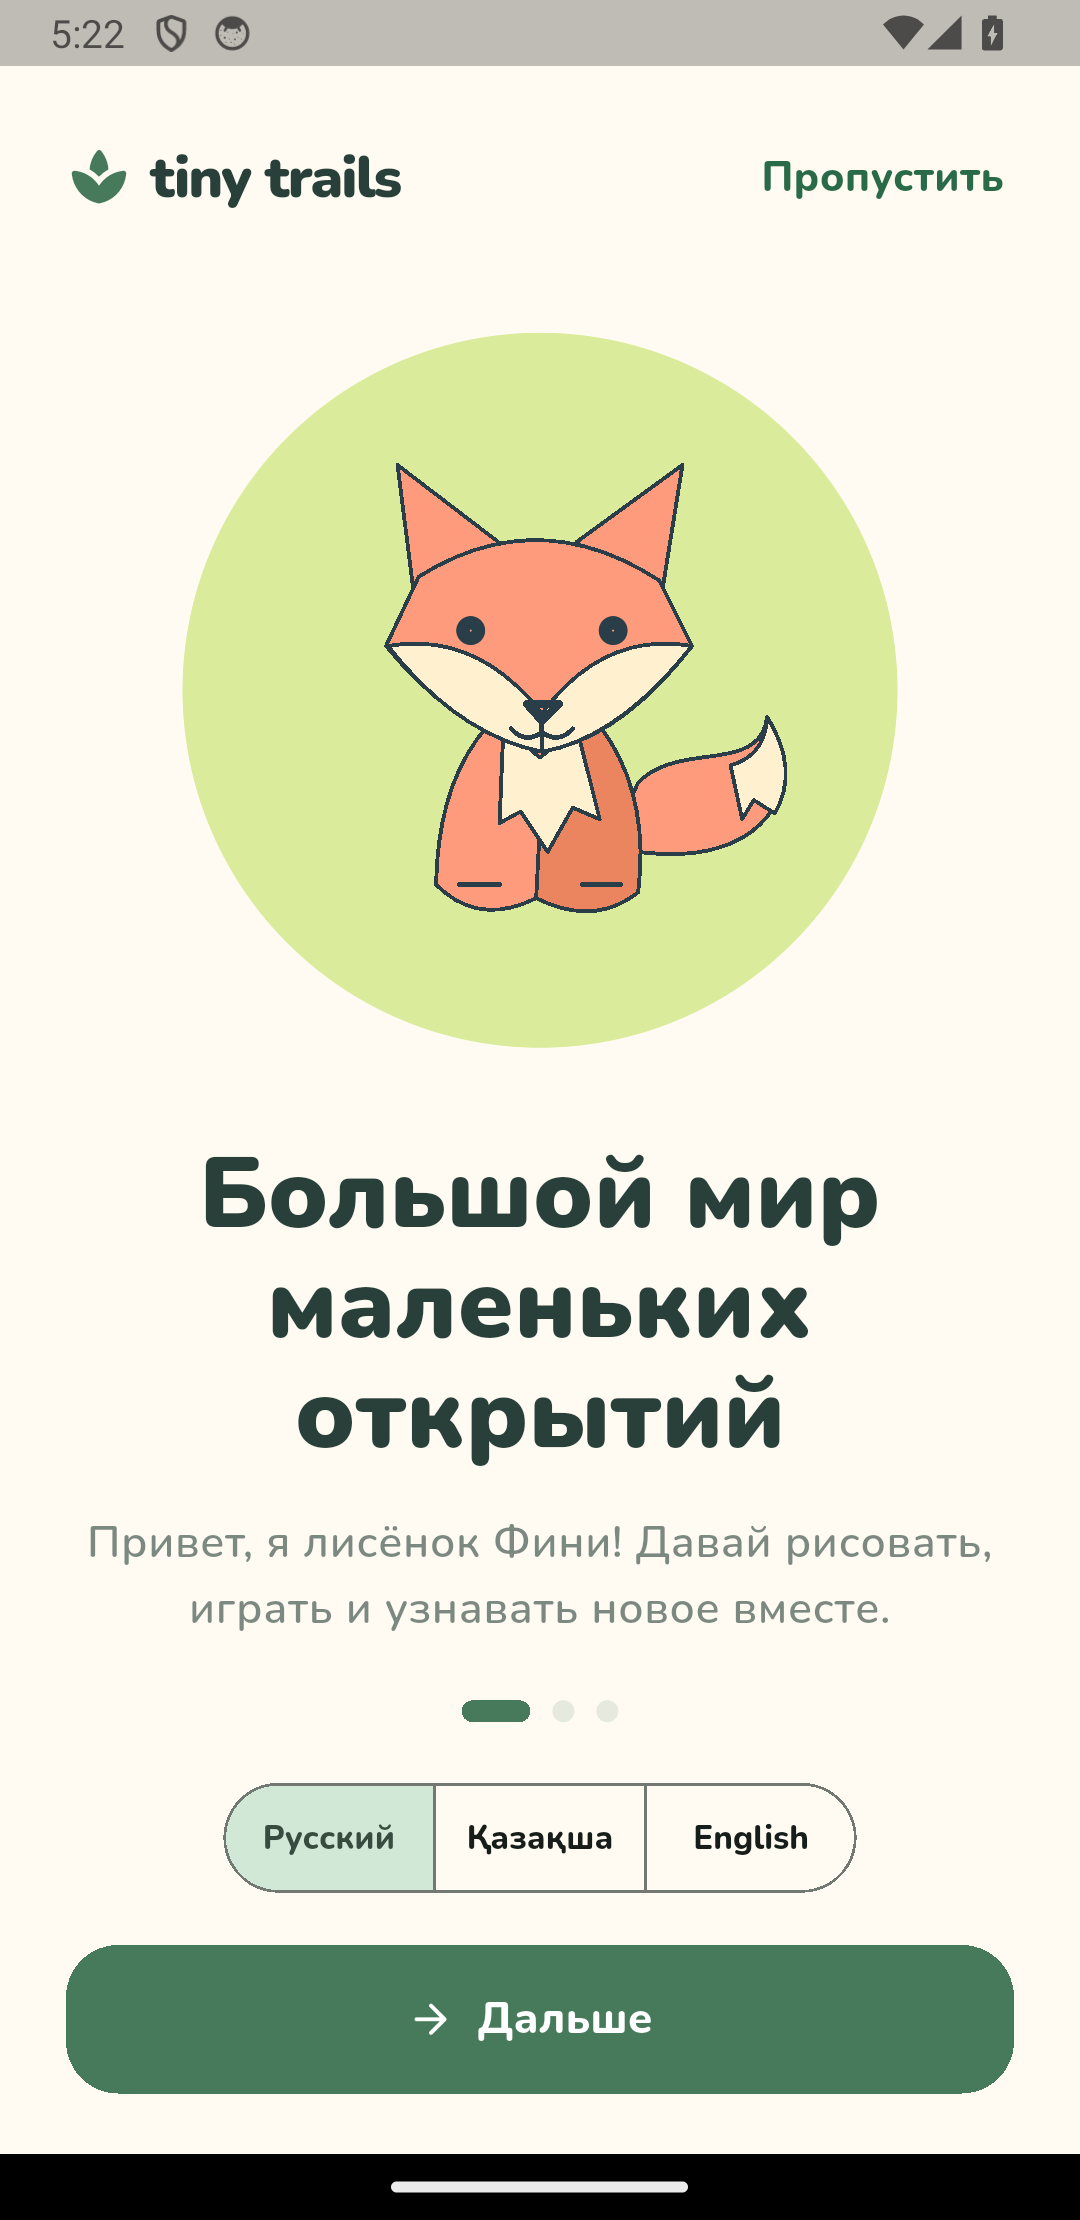 5:22
tiny trails
Пропустить
Большой мир
маленьких
открытий
Привет, я лисёнок Фини! Давай рисовать,
играть и узнавать новое вместе.
Русский
Қазақша
English
Дальше